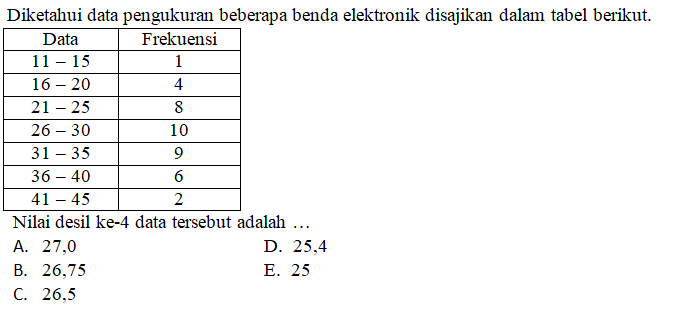 Diketahui data pengukuran beberapa benda elektronik disajikan dalam tabel berikut.
Data Frekuensi
11 – 15 1
16 – 20 4
21 – 25 8
26 – 30 10
31 – 35 9
36 – 40 6
41 – 45 2
Nilai desil ke-4 data tersebut adalah …
A. 27,0 D. 25,4
B. 26,75 E. 25
C. 26,5